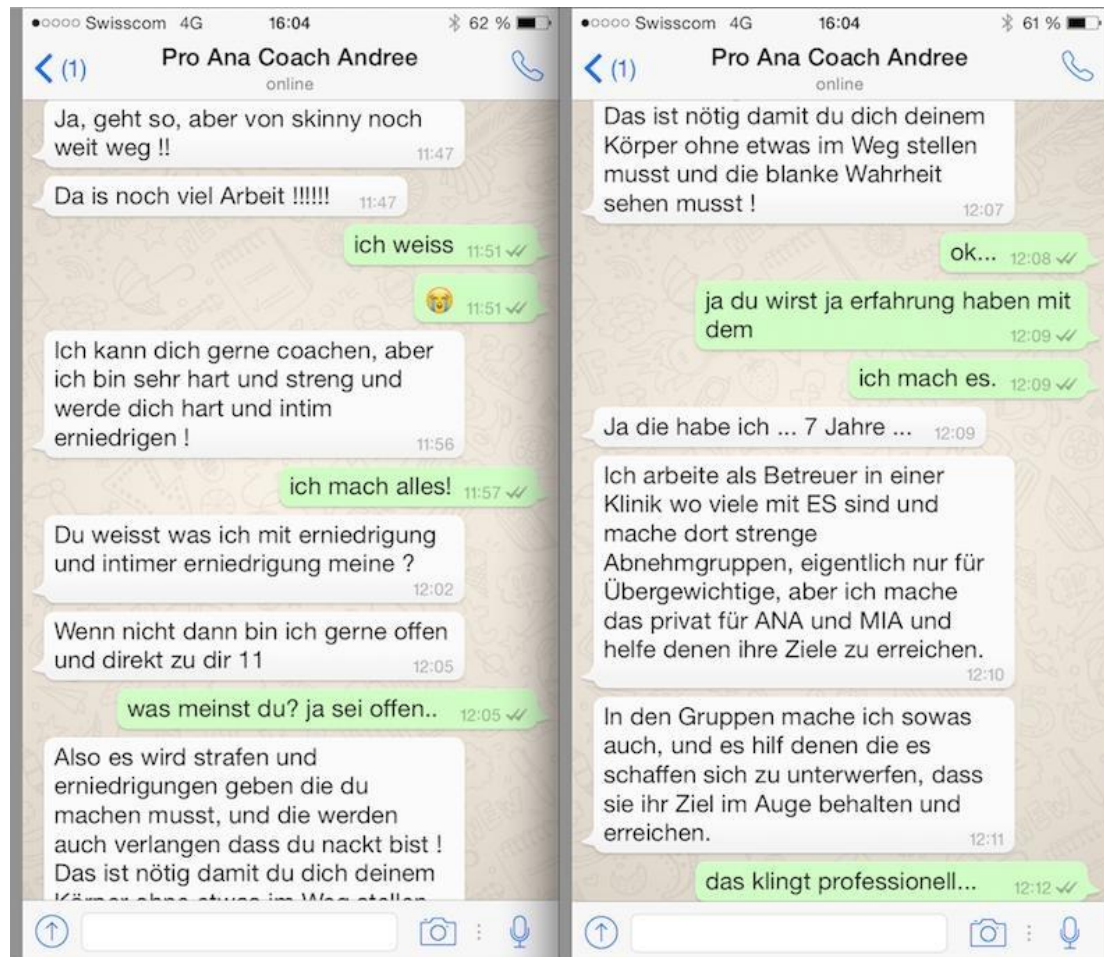 Swisscom 4G 16:04 62 %
(1) Pro Ana Coach Andree
online
Ja, geht so, aber von skinny noch
weit weg !!
11:47
Da is noch viel Arbeit !!!!!! 11:47
ich weiss 11:51
😭 11:51
Ich kann dich gerne coachen, aber
ich bin sehr hart und streng und
werde dich hart und intim
erniedrigen !
11:56
ich mach alles! 11:57
Du weisst was ich mit erniedrigung
und intimer erniedrigung meine ?
12:02
Wenn nicht dann bin ich gerne offen
und direkt zu dir 11
12:05
was meinst du? ja sei offen.. 12:05
Also es wird strafen und
erniedrigungen geben die du
machen musst, und die werden
auch verlangen dass du nackt bist !
Das ist nötig damit du dich deinem
Körper ohne etwas im Weg stellen
Swisscom 4G 16:04 61 %
(1) Pro Ana Coach Andree
online
Das ist nötig damit du dich deinem
Körper ohne etwas im Weg stellen
musst und die blanke Wahrheit
sehen musst !
12:07
ok... 12:08
ja du wirst ja erfahrung haben mit
dem
12:09
ich mach es. 12:09
Ja die habe ich ... 7 Jahre ... 12:09
Ich arbeite als Betreuer in einer
Klinik wo viele mit ES sind und
mache dort strenge
Abnehmgruppen, eigentlich nur für
Übergewichtige, aber ich mache
das privat für ANA und MIA und
helfe denen ihre Ziele zu erreichen.
12:10
In den Gruppen mache ich sowas
auch, und es hilf denen die es
schaffen sich zu unterwerfen, dass
sie ihr Ziel im Auge behalten und
erreichen.
12:11
das klingt professionell... 12:12